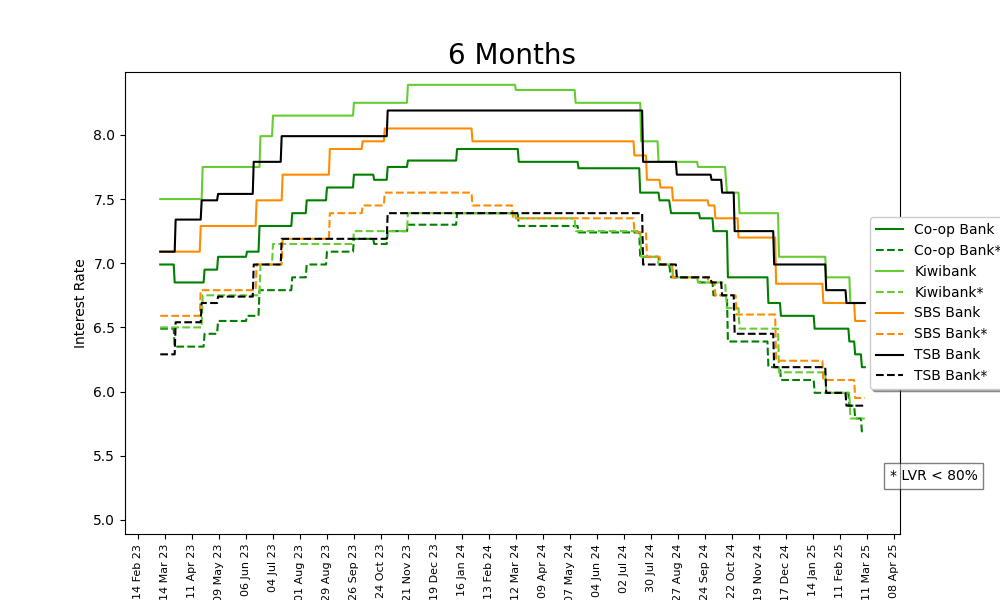 6 Months
Interest Rate
8.0
7.5
7.0
6.5
6.0
5.5
5.0
Co-op Bank
Co-op Bank*
Kiwibank
Kiwibank*
SBS Bank
SBS Bank*
TSB Bank
TSB Bank*
* LVR < 80%
14 Feb 23
14 Mar 23
11 Apr 23
09 May 23
06 Jun 23
04 Jul 23
01 Aug 23
29 Aug 23
26 Sep 23
24 Oct 23
21 Nov 23
19 Dec 23
16 Jan 24
13 Feb 24
12 Mar 24
09 Apr 24
07 May 24
04 Jun 24
02 Jul 24
30 Jul 24
27 Aug 24
24 Sep 24
22 Oct 24
19 Nov 24
17 Dec 24
14 Jan 25
11 Feb 25
11 Mar 25
08 Apr 25